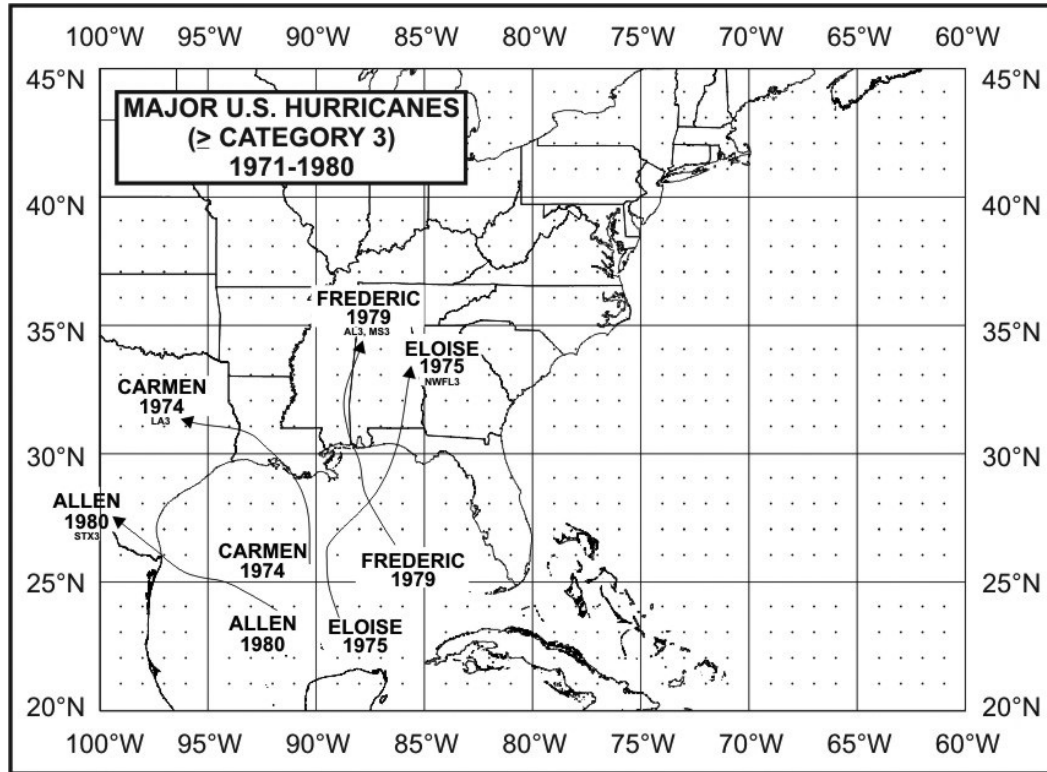 100°W 95°W 90°W 85°W 80°W 75°W 70°W 65°W 60°W
45°N 45°N
MAJOR U.S. HURRICANES
(≥ CATEGORY 3)
1971-1980
40°N 40°N
FREDERIC
1979
AL3, MS3
35°N 35°N
ELOISE
1975
NWFL3
CARMEN
1974
LA3
30°N 30°N
ALLEN
1980
STX3
CARMEN
1974
FREDERIC
1979
25°N 25°N
ALLEN
1980
ELOISE
1975
20°N 20°N
100°W 95°W 90°W 85°W 80°W 75°W 70°W 65°W 60°W